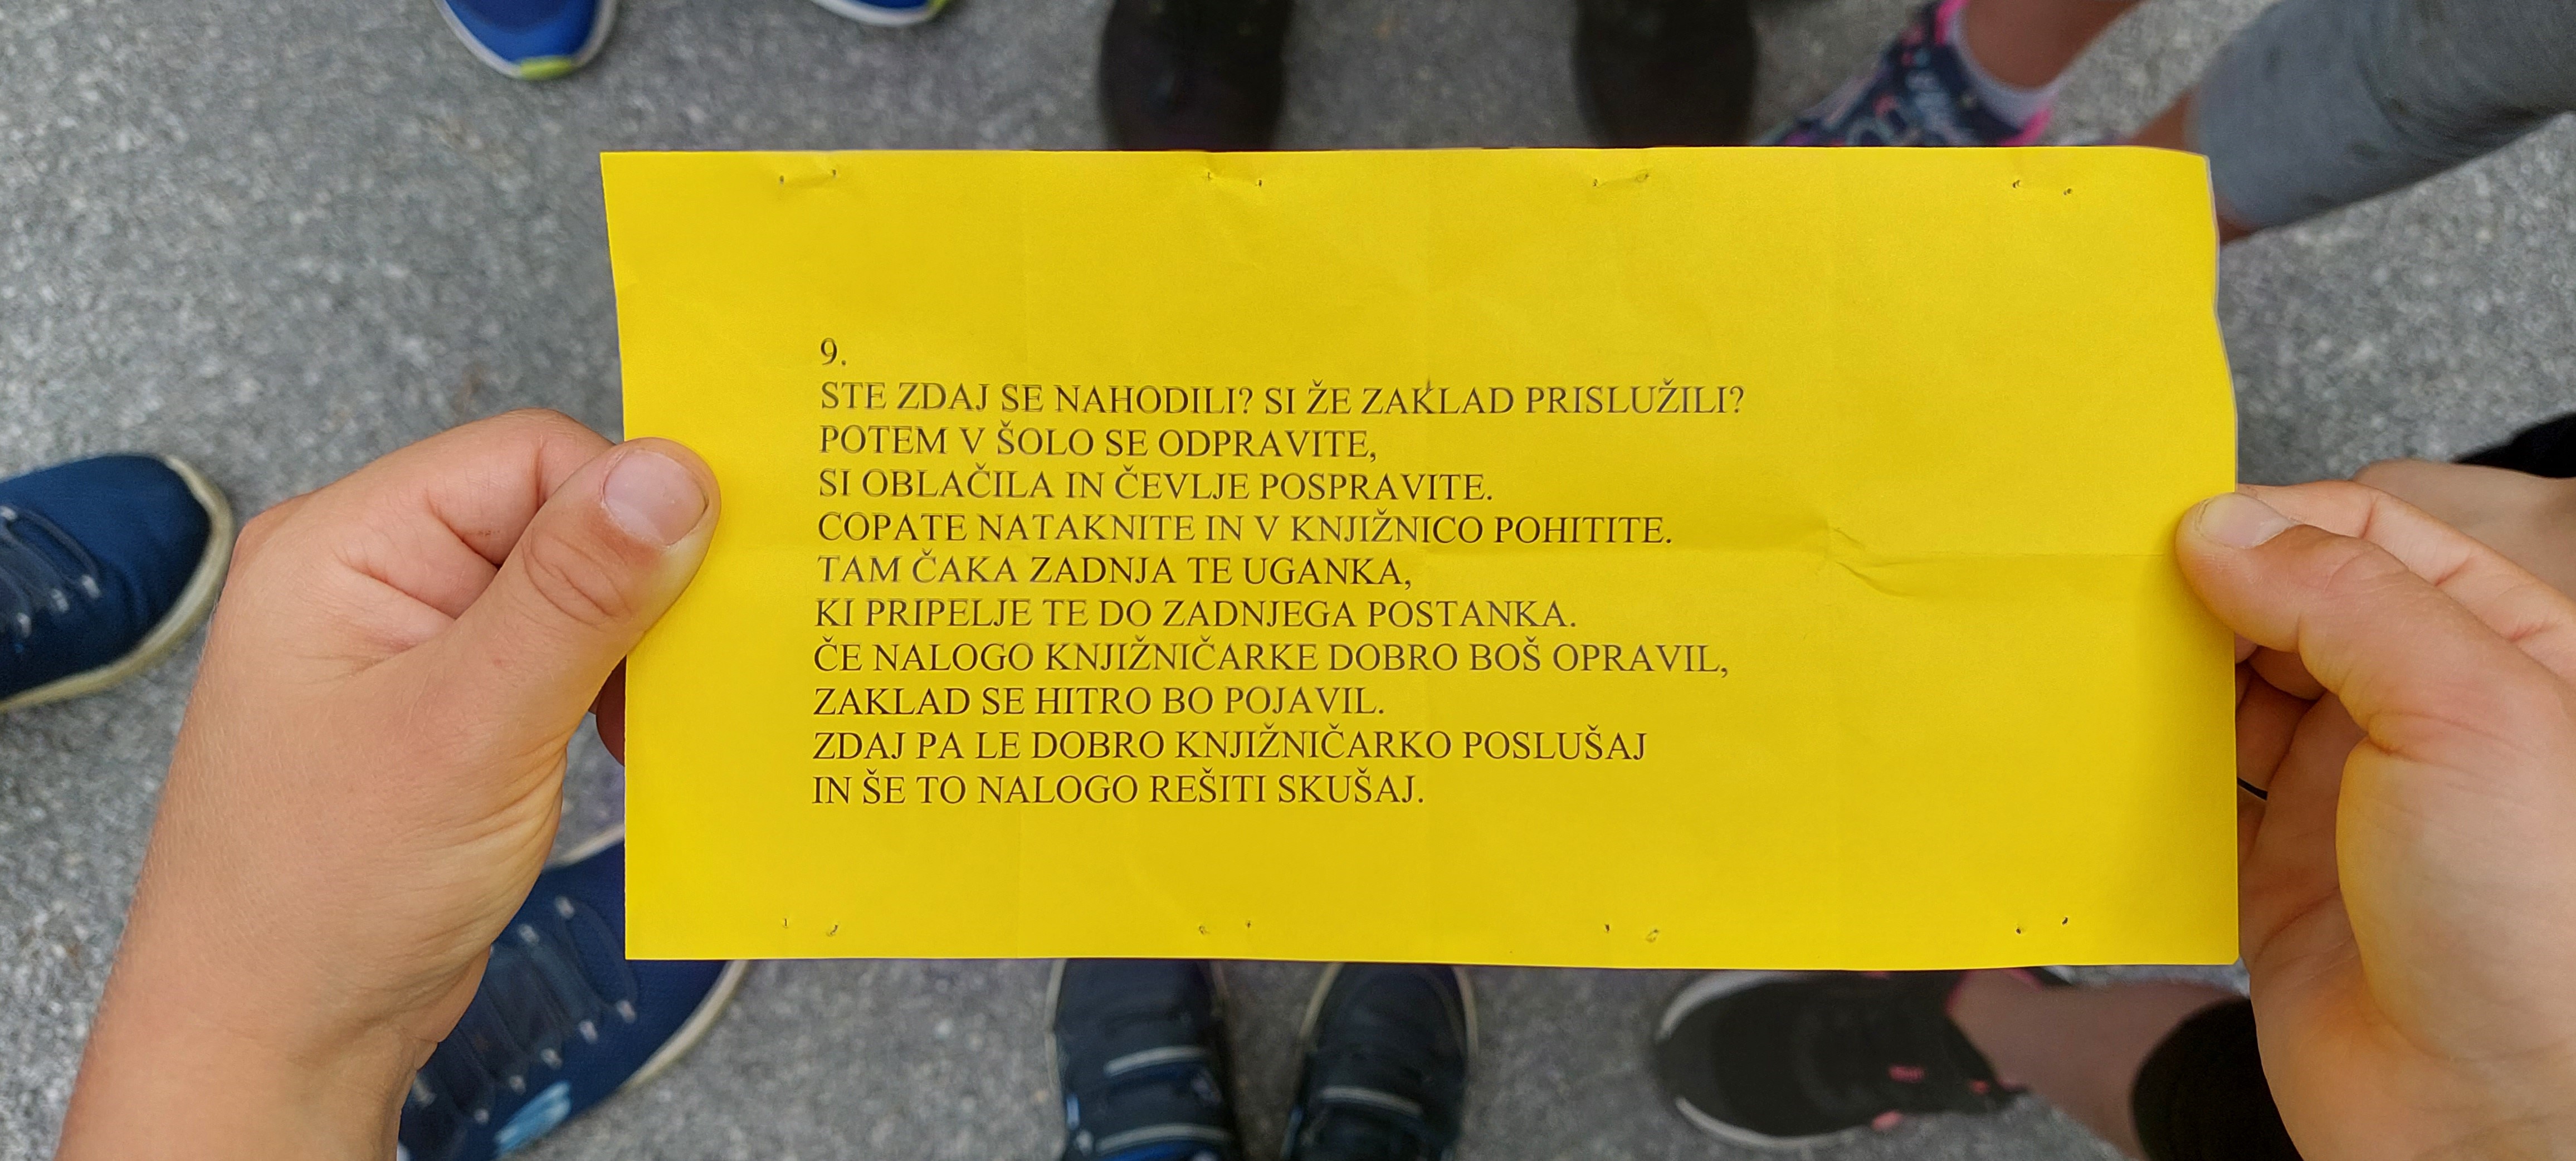 9.
STE ZDAJ SE NAHODILI? SI ŽE ZAKLAD PRISLUŽILI?
POTEM V ŠOLO SE ODPRAVITE,
SI OBLAČILA IN ČEVLJE POSPRAVITE.
COPATE NATAKNITE IN V KNJIŽNICO POHITITE.
TAM ČAKA ZADNJA TE UGANKA,
KI PRIPELJE TE DO ZADNJEGA POSTANKA.
ČE NALOGO KNJIŽNIČARKE DOBRO BOŠ OPRAVIL,
ZAKLAD SE HITRO BO POJAVIL.
ZDAJ PA LE DOBRO KNJIŽNIČARKO POSLUŠAJ
IN ŠE TO NALOGO REŠITI SKUŠAJ.